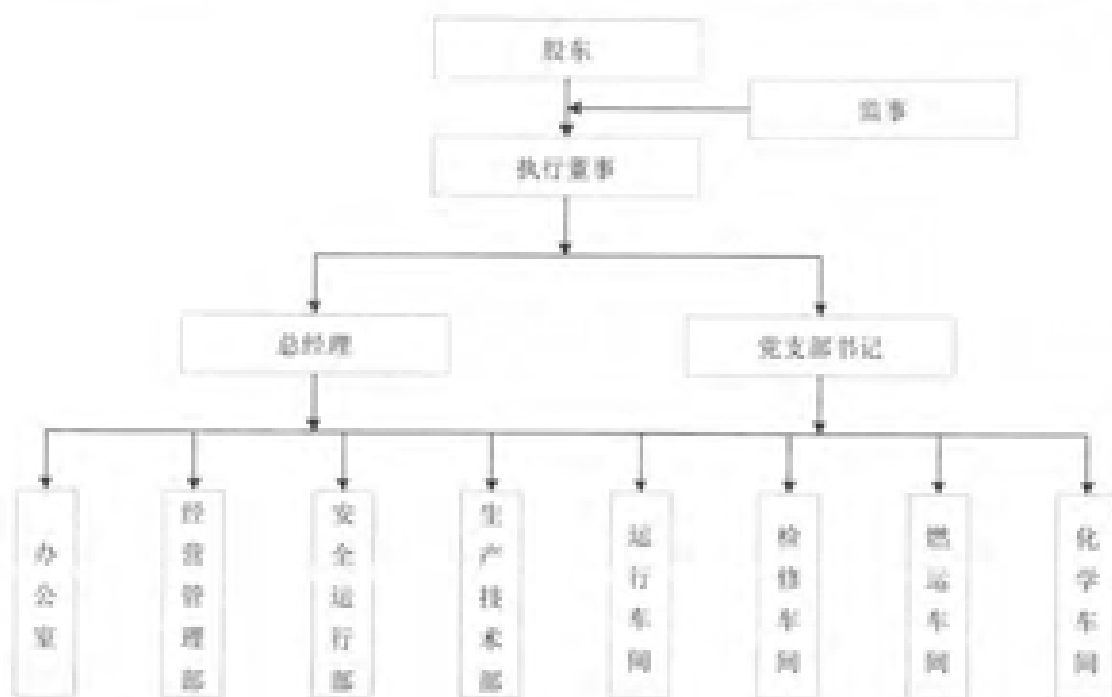 股东
监事
执行董事
总经理
党支部书记
办公室
经营管理部
安全运行部
生产技术部
运行车间
检修车间
燃运车间
化学车间